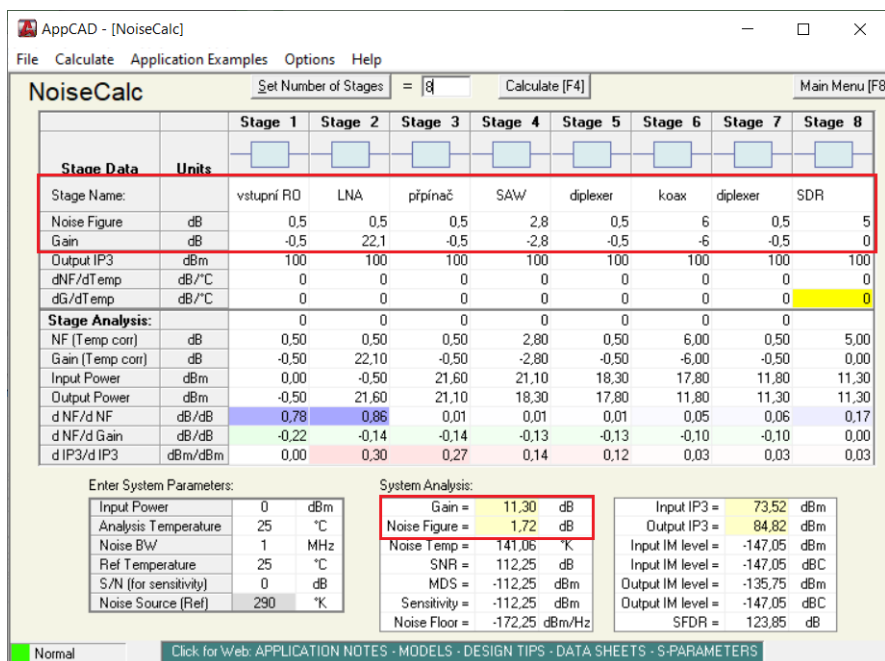 AppCAD - [NoiseCalc]
File Calculate Application Examples Options Help
NoiseCalc Set Number of Stages = 8 Calculate [F4] Main Menu [F8
Stage 1 Stage 2 Stage 3 Stage 4 Stage 5 Stage 6 Stage 7 Stage 8
Stage Data Units
Stage Name: vstupní RO LNA přpínač SAW diplexer koax diplexer SDR
Noise Figure dB 0,5 0,5 0,5 2,8 0,5 6 0,5 5
Gain dB -0,5 22,1 -0,5 -2,8 -0,5 -6 -0,5 0
Output IP3 dBm 100 100 100 100 100 100 100 100
dNF/dTemp dB/°C 0 0 0 0 0 0 0 0
dG/dTemp dB/°C 0 0 0 0 0 0 0 0
Stage Analysis: 0 0 0 0 0 0 0
NF (Temp corr) dB 0,50 0,50 0,50 2,80 0,50 6,00 0,50 5,00
Gain (Temp corr) dB -0,50 22,10 -0,50 -2,80 -0,50 -6,00 -0,50 0,00
Input Power dBm 0,00 -0,50 21,60 21,10 18,30 17,80 11,80 11,30
Output Power dBm -0,50 21,60 21,10 18,30 17,80 11,80 11,30 11,30
d NF/d NF dB/dB 0,78 0,86 0,01 0,01 0,01 0,05 0,06 0,17
d NF/d Gain dB/dB -0,22 -0,14 -0,14 -0,13 -0,13 -0,10 -0,10 0,00
d IP3/d IP3 dBm/dBm 0,00 0,30 0,27 0,14 0,12 0,03 0,03 0,03
Enter System Parameters: System Analysis:
Input Power 0 dBm Gain = 11,30 dB Input IP3 = 73,52 dBm
Analysis Temperature 25 °C Noise Figure = 1,72 dB Output IP3 = 84,82 dBm
Noise BW 1 MHz Noise Temp = 141,06 °K Input IM level = -147,05 dBm
Ref Temperature 25 °C SNR = 112,25 dB Input IM level = -147,05 dBC
S/N (for sensitivity) 0 dB MDS = -112,25 dBm Output IM level = -135,75 dBm
Noise Source (Ref) 290 °K Sensitivity = -112,25 dBm Output IM level = -147,05 dBC
Noise Floor = -172,25 dBm/Hz SFDR = 123,85 dB
Normal Click for Web: APPLICATION NOTES - MODELS - DESIGN TIPS - DATA SHEETS - S-PARAMETERS